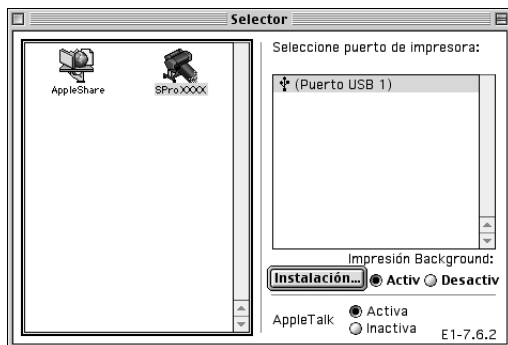 Selector
AppleShare
SProXXXX
Seleccione puerto de impresora:
(Puerto USB 1)
Impresión Background:
Instalación...
Activ
Desactiv
AppleTalk
Activa
Inactiva
E1-7.6.2